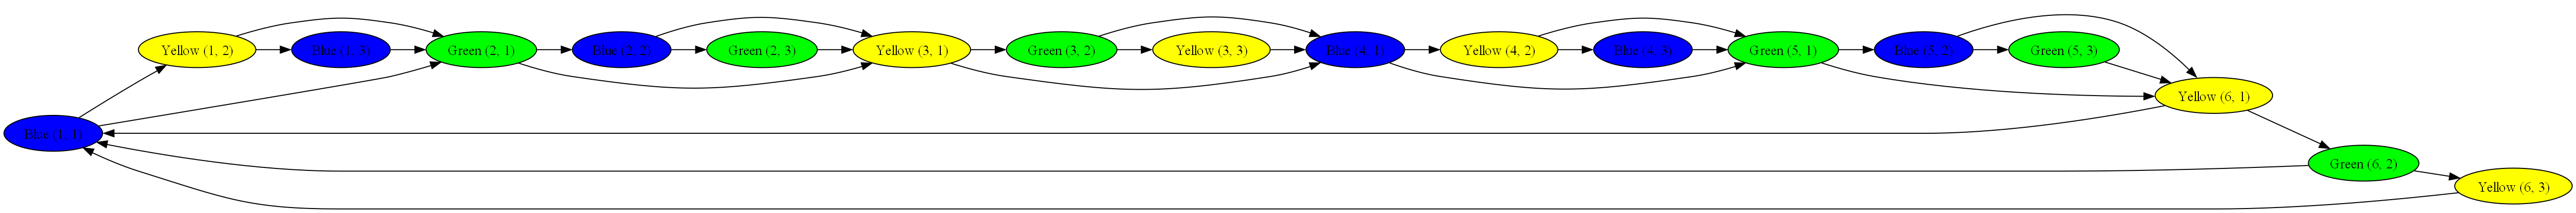 Yellow (1, 2)
Blue (1, 3)
Green (2, 1)
Blue (2, 2)
Green (2, 3)
Yellow (3, 1)
Green (3, 2)
Yellow (3, 3)
Blue (4, 1)
Yellow (4, 2)
Blue (4, 3)
Green (5, 1)
Blue (5, 2)
Green (5, 3)
Yellow (6, 1)
Blue (1, 1)
Green (6, 2)
Yellow (6, 3)